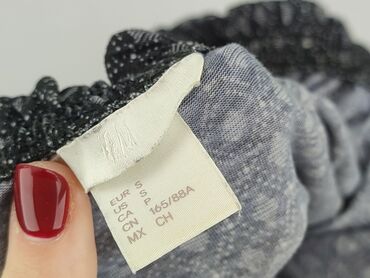 EUR S
US S
CA P
CN 165/88A
MX CH